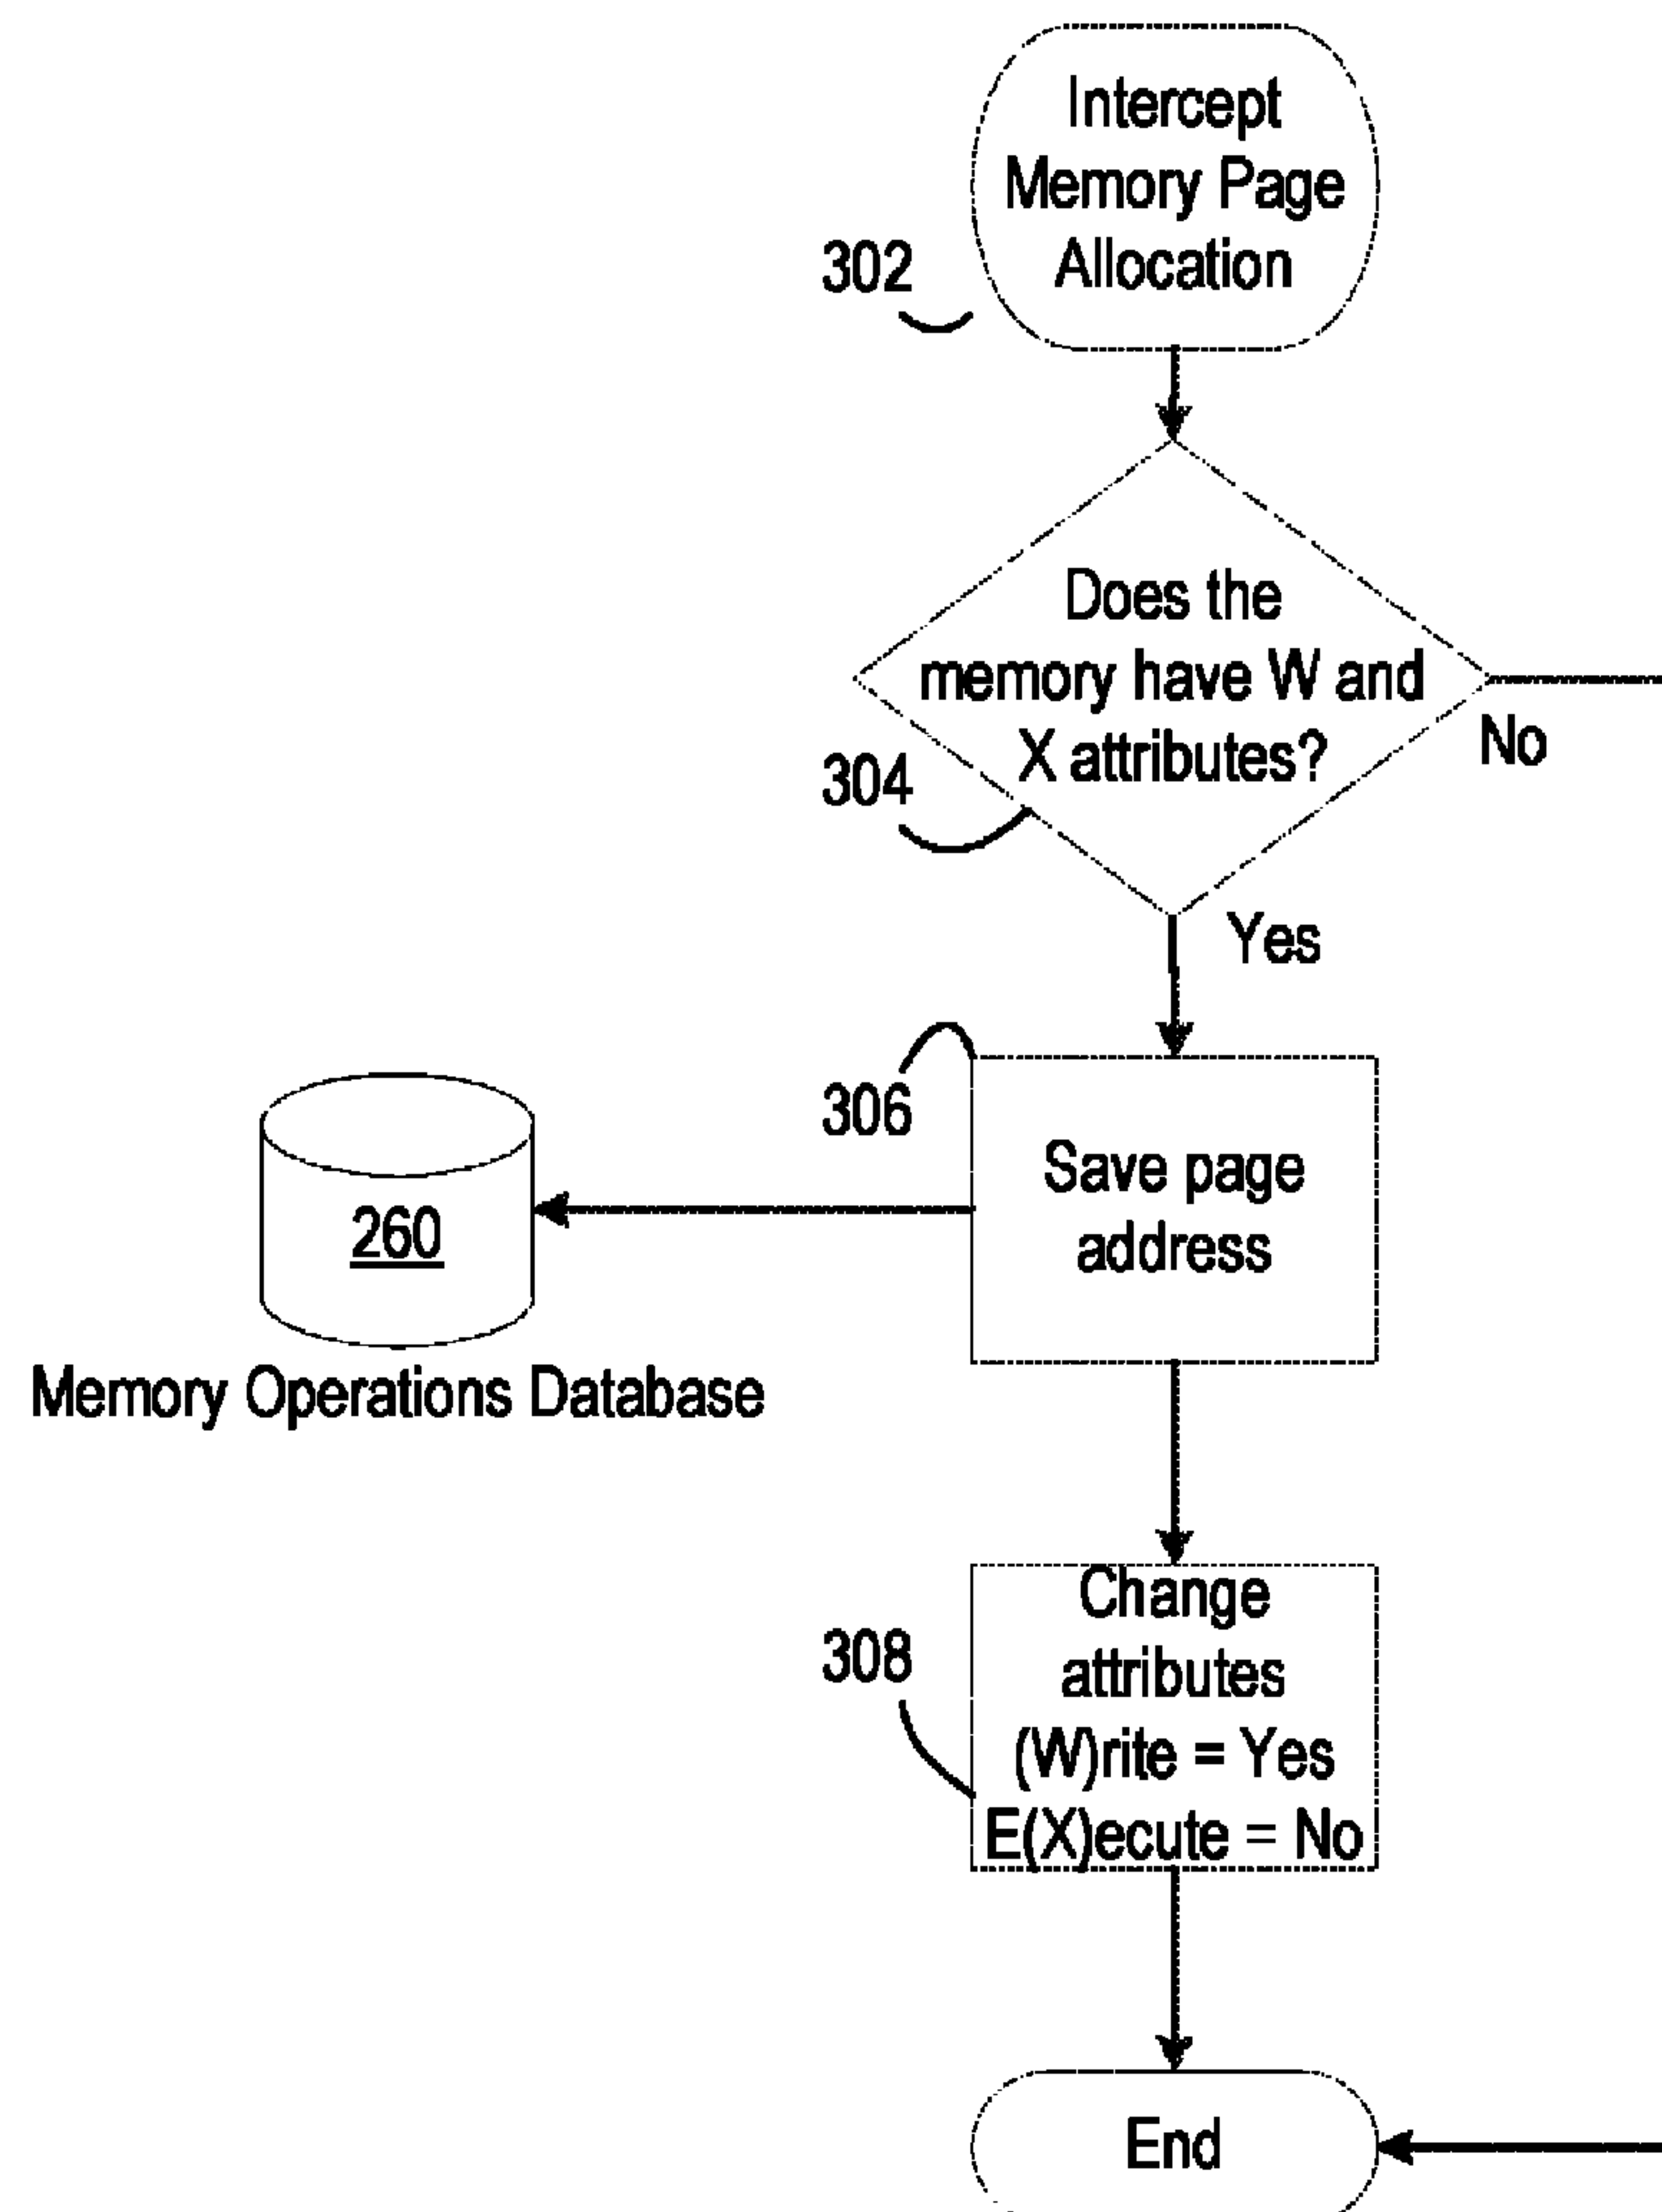 Intercept
Memory Page
Allocation
302
Does the
memory have W and
X attributes?
304
No
Yes
306
Save page
address
260
Memory Operations Database
Change
attributes
(W)rite = Yes
E(X)ecute = No
308
End